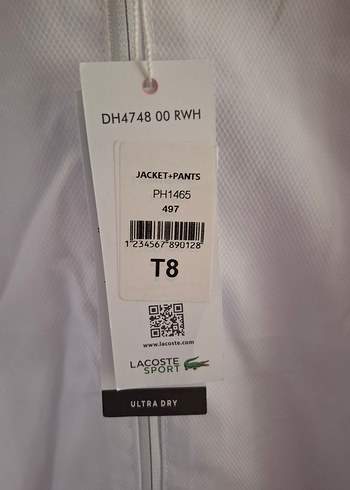 DH4748 00 RWH
JACKET+PANTS
PH1465
497
1 234567 890128
T8
www.lacoste.com
LACOSTE
SPORT
ULTRA DRY